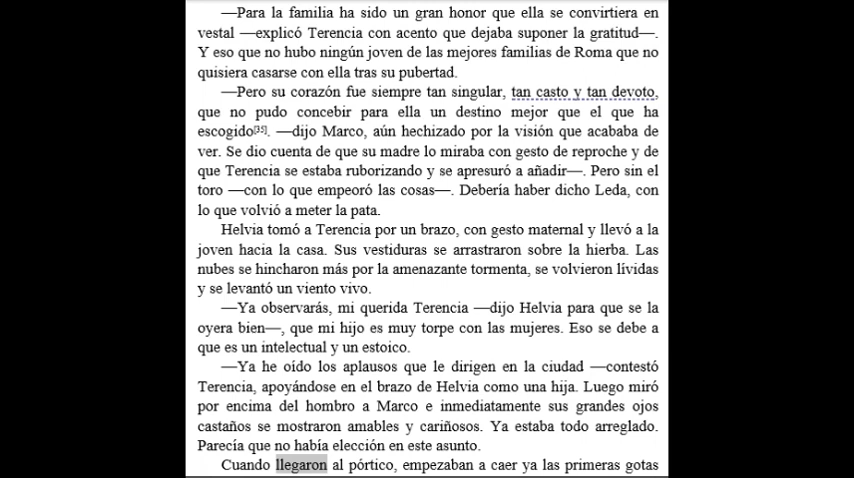 —Para la familia ha sido un gran honor que ella se convirtiera en
vestal —explicó Terencia con acento que dejaba suponer la gratitud—.
Y eso que no hubo ningún joven de las mejores familias de Roma que no
quisiera casarse con ella tras su pubertad.
—Pero su corazón fue siempre tan singular, tan casto y tan devoto,
que no pudo concebir para ella un destino mejor que el que ha
escogido[35]. —dijo Marco, aún hechizado por la visión que acababa de
ver. Se dio cuenta de que su madre lo miraba con gesto de reproche y de
que Terencia se estaba ruborizando y se apresuró a añadir—. Pero sin el
toro —con lo que empeoró las cosas—. Debería haber dicho Leda, con
lo que volvió a meter la pata.
Helvia tomó a Terencia por un brazo, con gesto maternal y llevó a la
joven hacia la casa. Sus vestiduras se arrastraron sobre la hierba. Las
nubes se hincharon más por la amenazante tormenta, se volvieron lívidas
y se levantó un viento vivo.
—Ya observarás, mi querida Terencia —dijo Helvia para que se la
oyera bien—, que mi hijo es muy torpe con las mujeres. Eso se debe a
que es un intelectual y un estoico.
—Ya he oído los aplausos que le dirigen en la ciudad —contestó
Terencia, apoyándose en el brazo de Helvia como una hija. Luego miró
por encima del hombro a Marco e inmediatamente sus grandes ojos
castaños se mostraron amables y cariñosos. Ya estaba todo arreglado.
Parecía que no había elección en este asunto.
Cuando llegaron al pórtico, empezaban a caer ya las primeras gotas